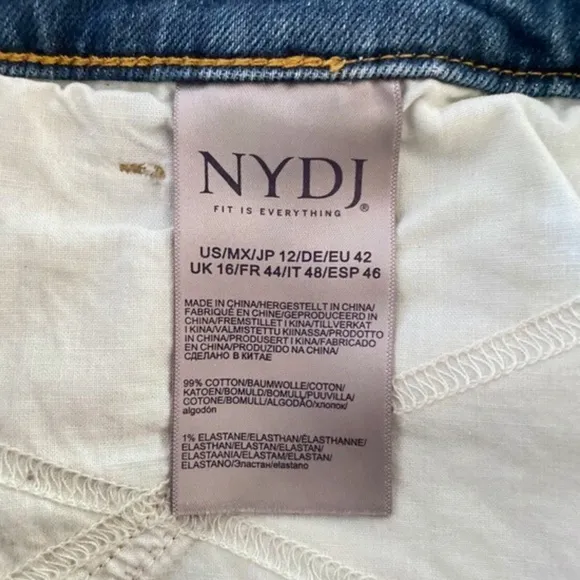 NYDJ
FIT IS EVERYTHING ®
US/MX/JP 12/DE/EU 42
UK 16/FR 44/IT 48/ESP 46
MADE IN CHINA/HERGESTELLT IN CHINA/
FABRIQUÉ EN CHINE/GEPRODUCEERD IN
CHINA/FREMSTILLET I KINA/TILLVERKAT
I KINA/VALMISTETTU KIINASSA/PRODOTTO
IN CHINA/PRODUSERT I KINA/FABRICADO
EN CHINA/PRODUZIDO NA CHINA/
СДЕЛАНО В КИТАЕ
99% COTTON/BAUMWOLLE/COTON/
KATOEN/BOMULD/BOMULL/PUUVILLA/
COTONE/BOMULL/ALGODÃO/хлопок/
algodón
1% ELASTANE/ELASTHAN/ÉLASTHANNE/
ELASTHAN/ELASTAN/ELASTAN/
ELASTAANIA/ELASTAM/ELASTAN/
ELASTANO/Эластан/elastano